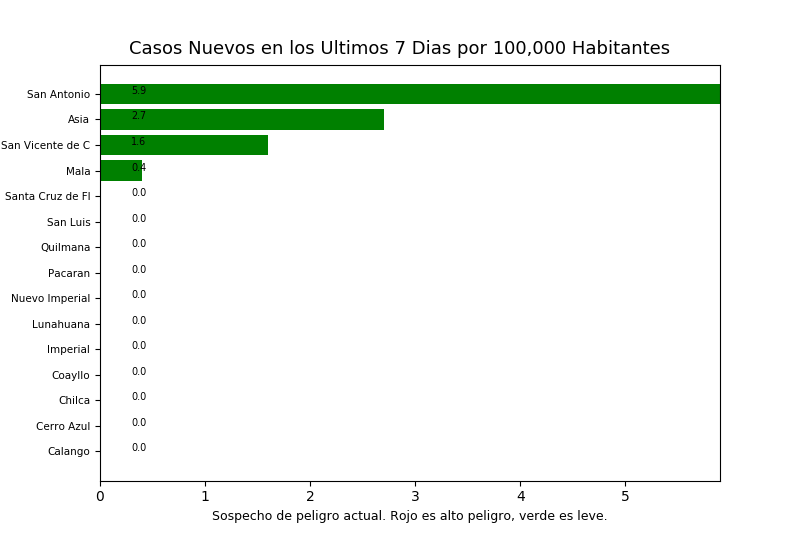 Casos Nuevos en los Ultimos 7 Dias por 100,000 Habitantes
San Antonio 5.9
Asia 2.7
San Vicente de C 1.6
Mala 0.4
Santa Cruz de Fl 0.0
San Luis 0.0
Quilmana 0.0
Pacaran 0.0
Nuevo Imperial 0.0
Lunahuana 0.0
Imperial 0.0
Coayllo 0.0
Chilca 0.0
Cerro Azul 0.0
Calango 0.0
0 1 2 3 4 5
Sospecho de peligro actual. Rojo es alto peligro, verde es leve.